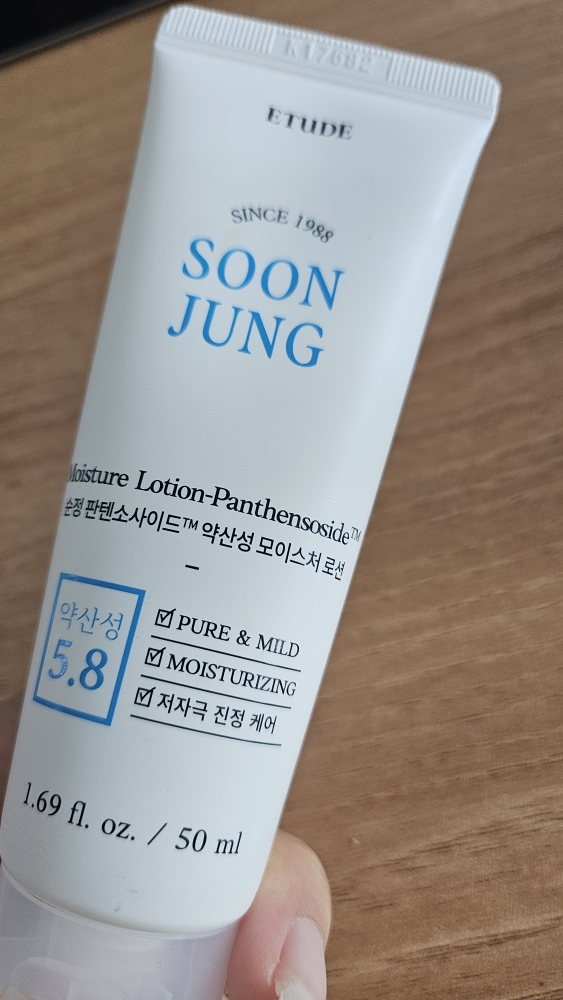 K17682
ETUDE
SINCE 1988
SOON
JUNG
Moisture Lotion-Panthensoside™
순정 판텐소사이드™ 약산성 모이스처 로션
약산성
5.8
☑ PURE & MILD
☑ MOISTURIZING
☑ 저자극 진정 케어
1.69 fl. oz. / 50 ml